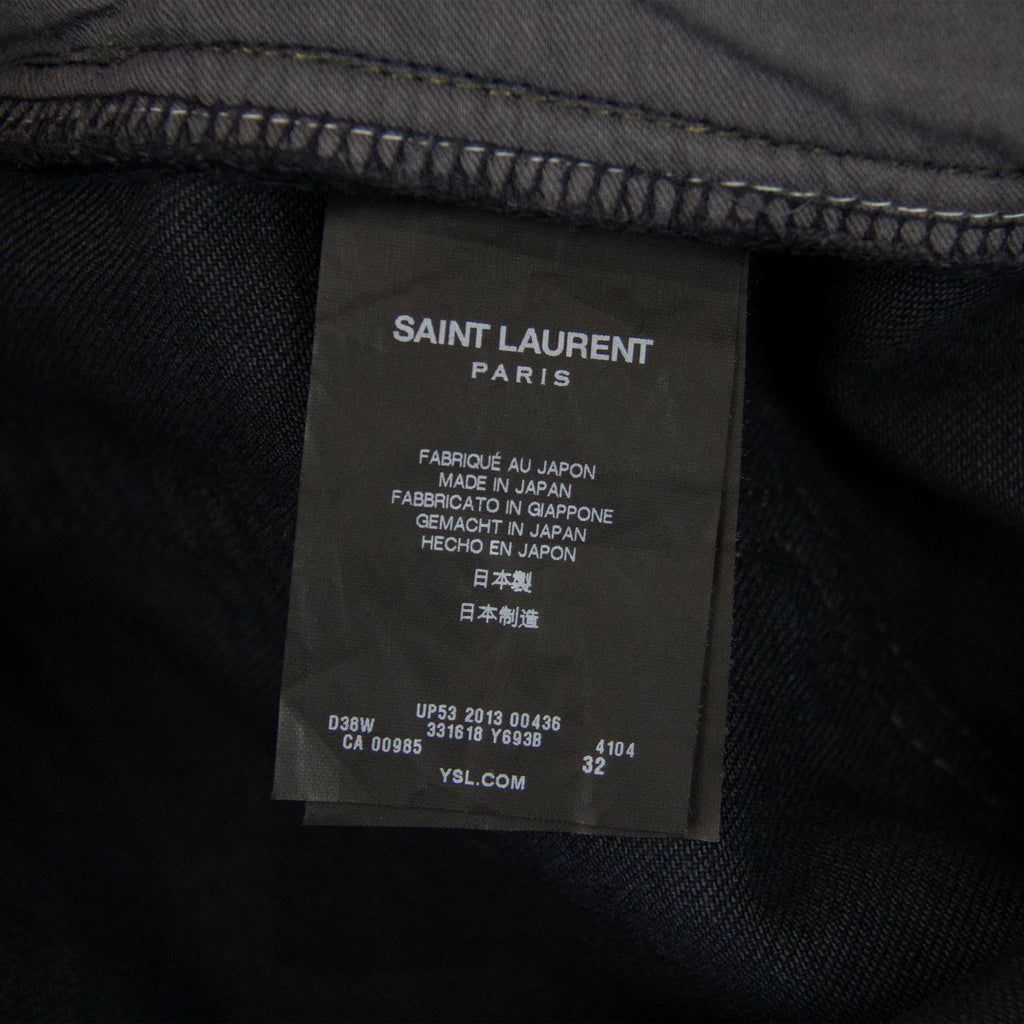 SAINT LAURENT
PARIS
FABRIQUÉ AU JAPON
MADE IN JAPAN
FABBRICATO IN GIAPPONE
GEMACHT IN JAPAN
HECHO EN JAPON
日本製
日本制造
D38W UP53 2013 00436
CA 00985 331618 Y693B 4104
32
YSL.COM